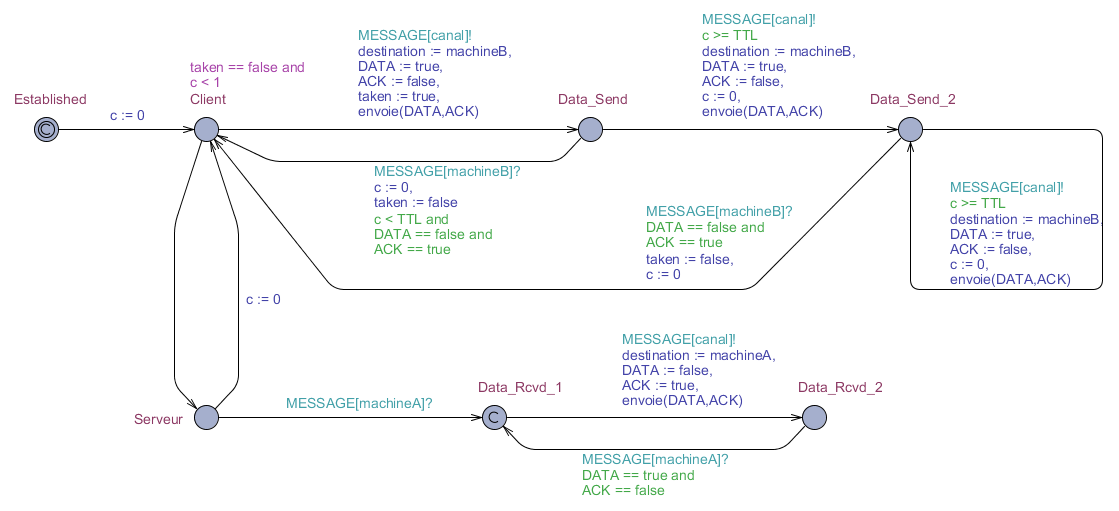 MESSAGE[canal]!
c >= TTL
destination := machineB,
DATA := true,
ACK := false,
c := 0,
envoie(DATA,ACK)
MESSAGE[canal]!
destination := machineB,
DATA := true,
ACK := false,
taken := true,
envoie(DATA,ACK)
taken == false and
c < 1
Established
Client
Data_Send
Data_Send_2
C
c := 0
MESSAGE[machineB]?
c := 0,
taken := false
c < TTL and
DATA == false and
ACK == true
MESSAGE[machineB]?
DATA == false and
ACK == true
taken := false,
c := 0
MESSAGE[canal]!
c >= TTL
destination := machineB,
DATA := true,
ACK := false,
c := 0,
envoie(DATA,ACK)
c := 0
MESSAGE[canal]!
destination := machineA,
DATA := false,
ACK := true,
envoie(DATA,ACK)
Data_Rcvd_1
Data_Rcvd_2
Serveur
MESSAGE[machineA]?
C
MESSAGE[machineA]?
DATA == true and
ACK == false